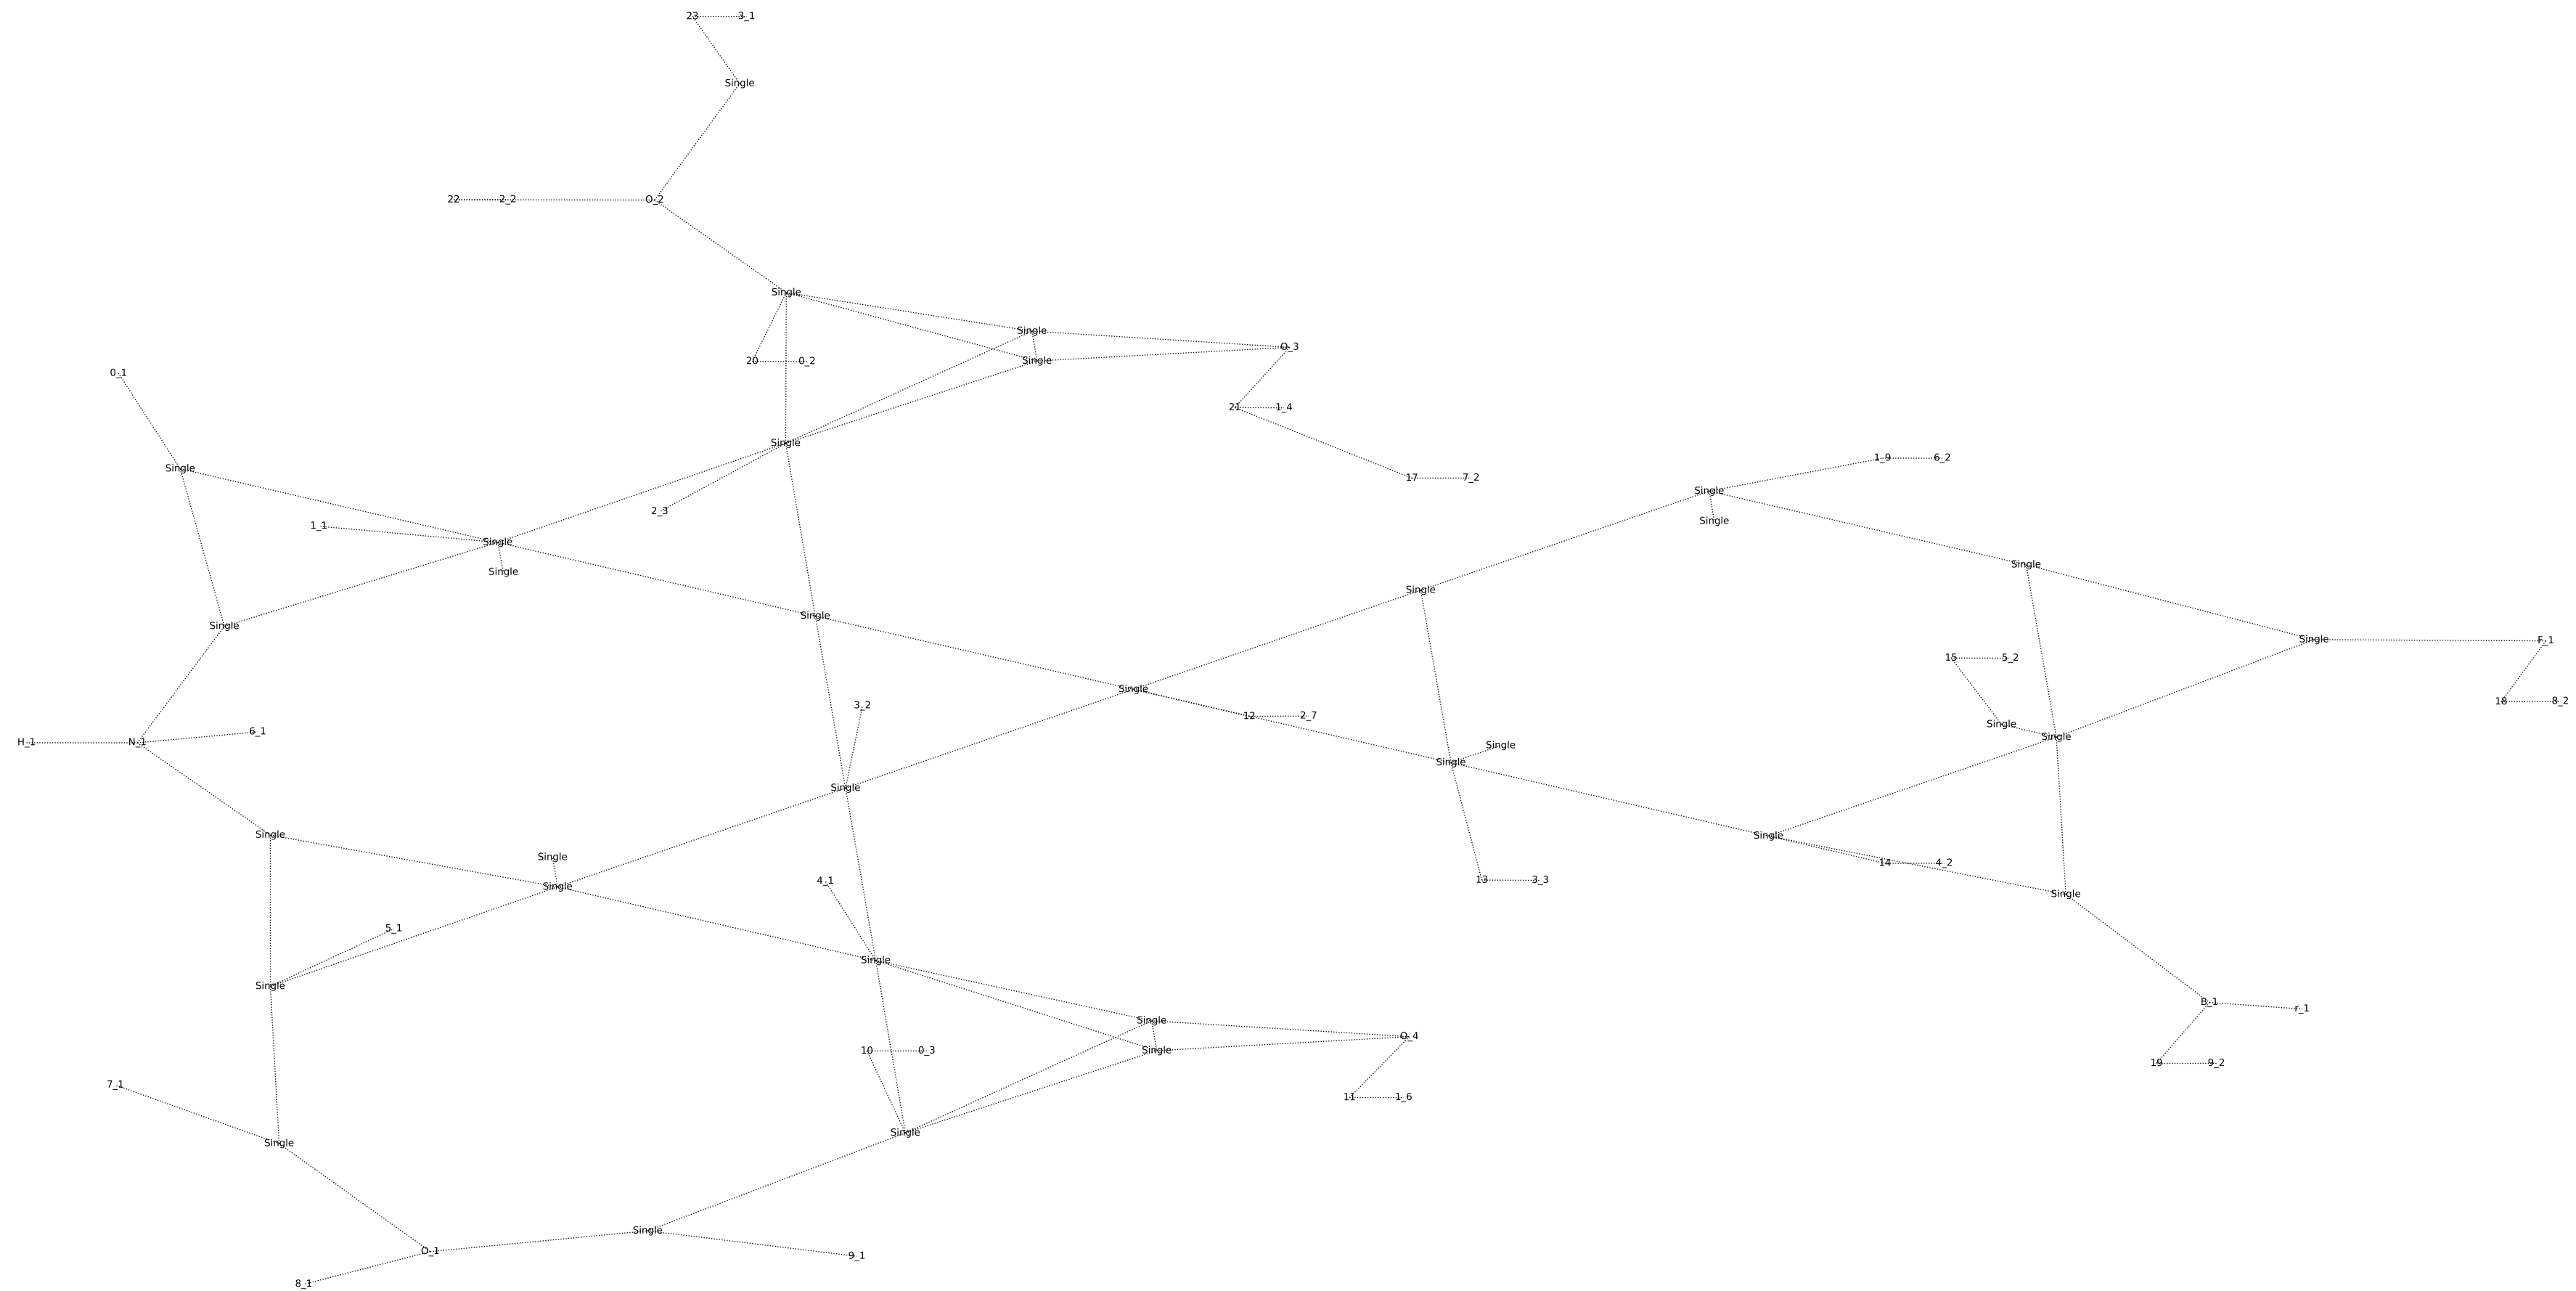 23 3_1
Single
22 2_2 O_2
Single
Single
O_3
20 0_2 Single
0_1
21 1_4
Single
1_9 6_2
Single
17 7_2
Single
2_3
Single
1_1
Single
Single
Single
Single
Single
Single
Single
F_1
15 5_2
Single
18 8_2
3_2
12 2_7
Single
Single
6_1
H_1 N_1
Single
Single
Single
Single
Single
Single
14 4_2
4_1
13 3_3
Single
Single
5_1
Single
Single
B_1 r_1
Single
O_4
10 0_3 Single
19 9_2
7_1
11 1_6
Single
Single
Single
O_1
9_1
8_1